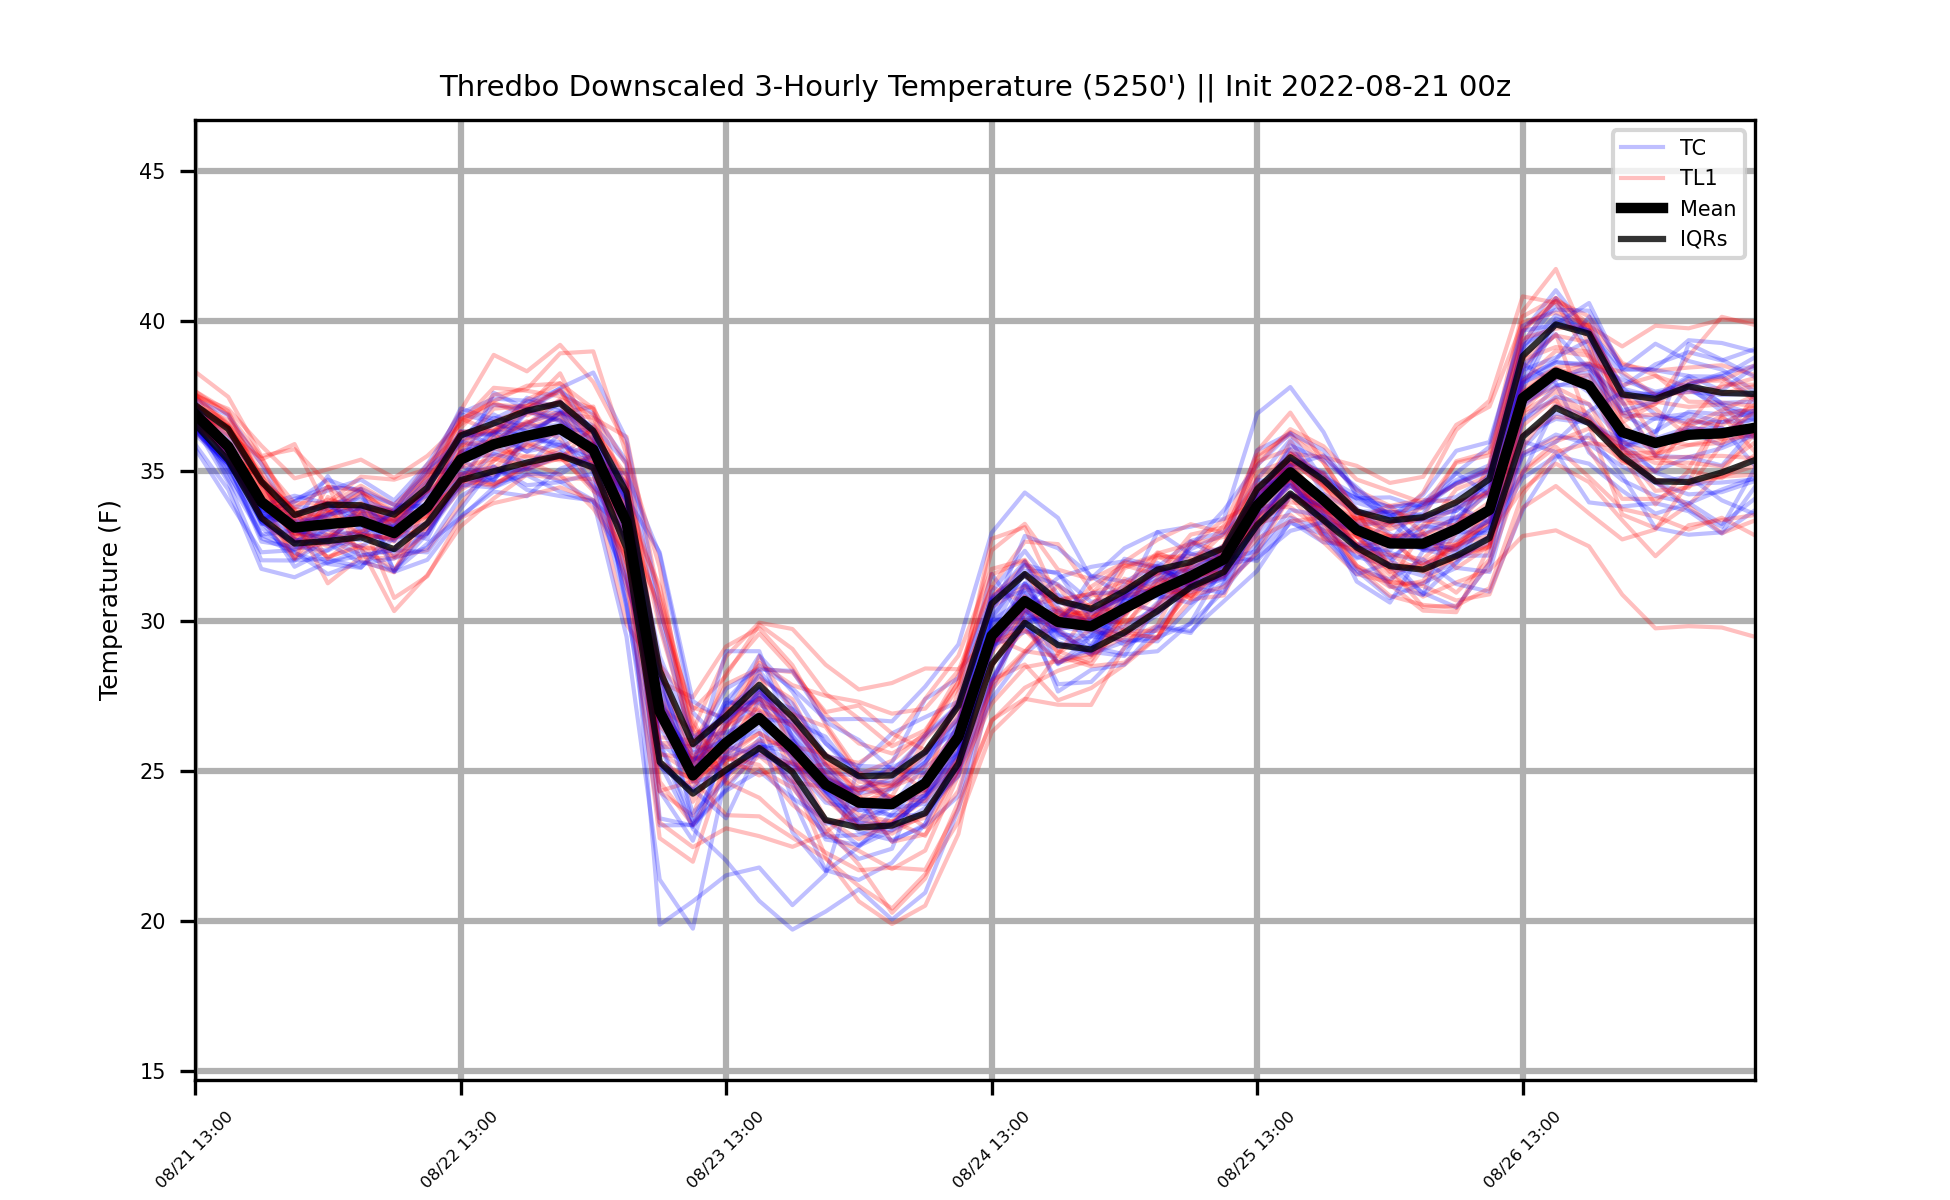 Thredbo Downscaled 3-Hourly Temperature (5250') || Init 2022-08-21 00z
TC
TL1
Mean
IQRs
Temperature (F)
45
40
35
30
25
20
15
08/21 13:00
08/22 13:00
08/23 13:00
08/24 13:00
08/25 13:00
08/26 13:00